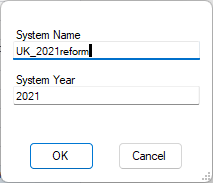 System Name
UK_2021reform
System Year
2021
OK
Cancel